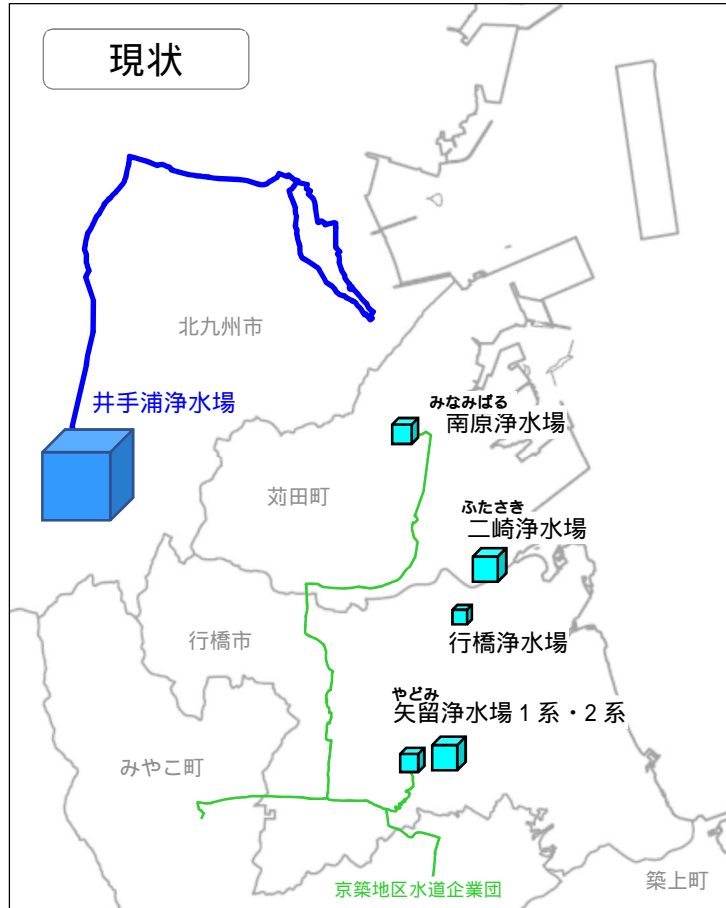 現状
北九州市
井手浦浄水場
みなみばる
南原浄水場
苅田町
ふたさき
二崎浄水場
行橋市
行橋浄水場
やどみ
矢留浄水場1系・2系
みやこ町
京築地区水道企業団
築上町